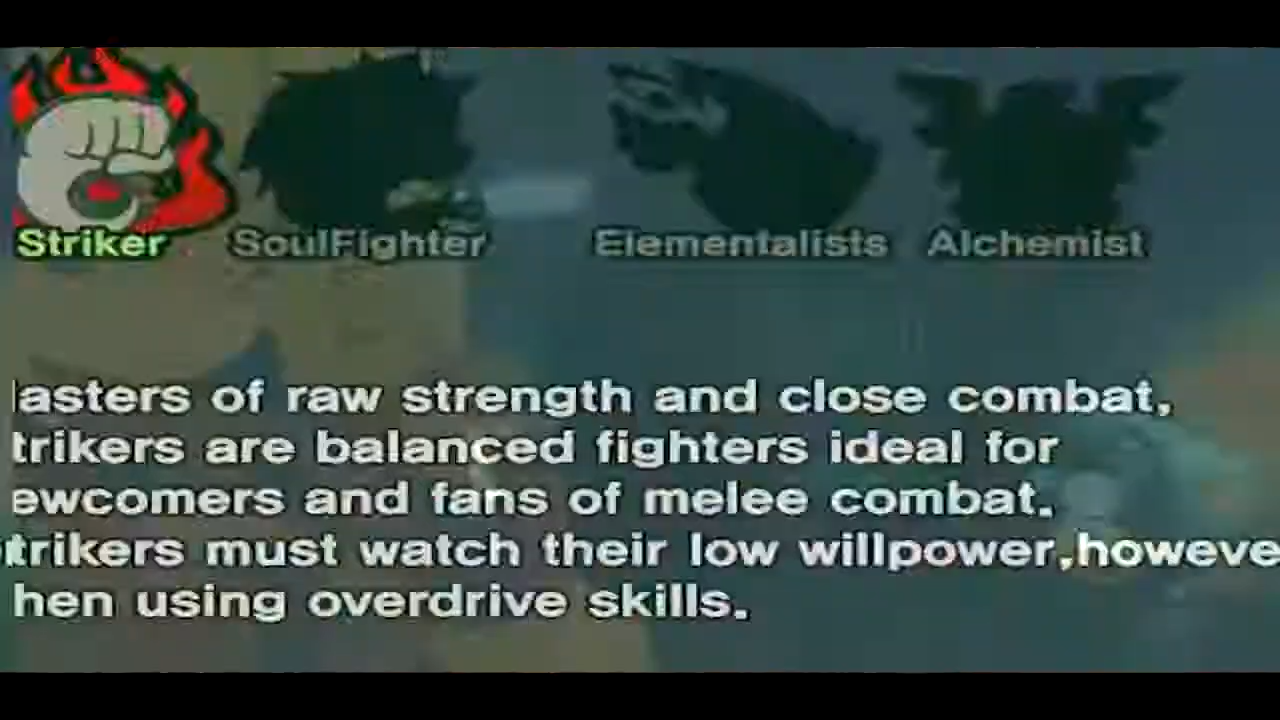 Striker SoulFighter Elementalists Alchemist
asters of raw strength and close combat,
trikers are balanced fighters ideal for
ewcomers and fans of melee combat.
trikers must watch their low willpower,howeve
hen using overdrive skills.